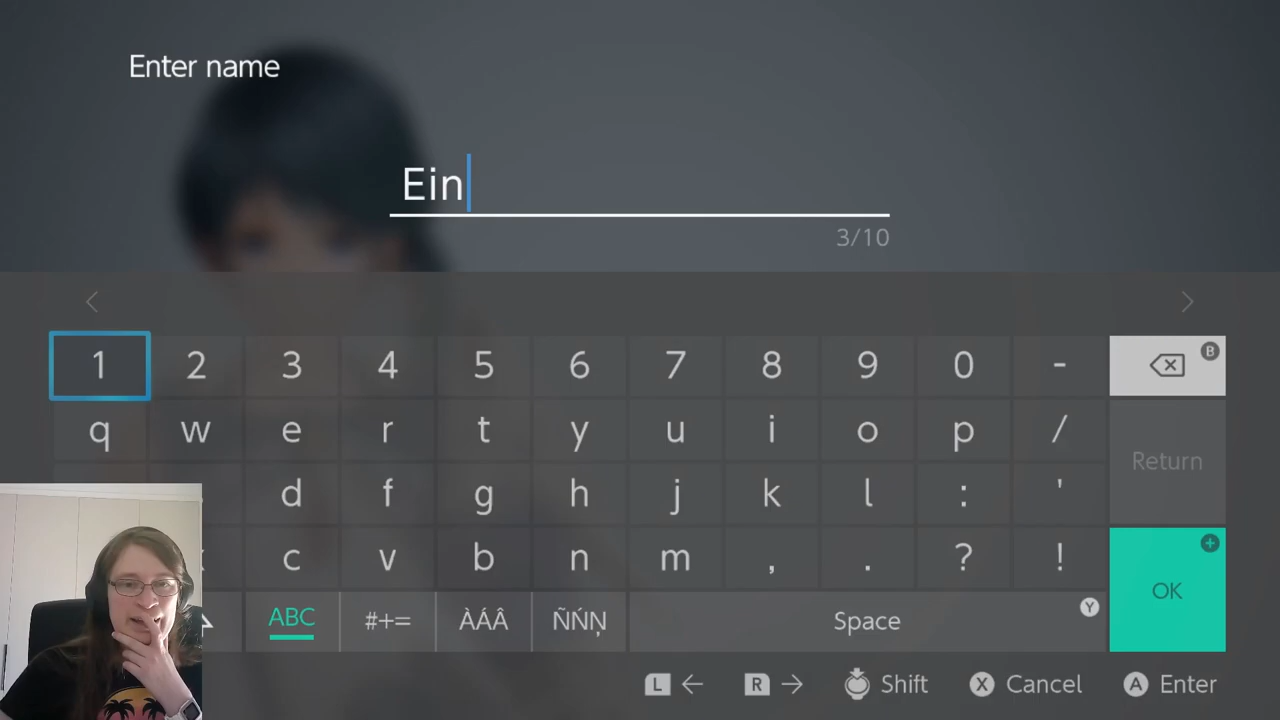 Enter name
Ein
3/10
1 2 3 4 5 6 7 8 9 0 - B
q w e r t y u i o p / Return
d f g h j k l : '
c v b n m , . ? ! +
OK
ABC #+= ÀÁÂ ÑŃŅ Space Y
L ← R → Shift X Cancel A Enter